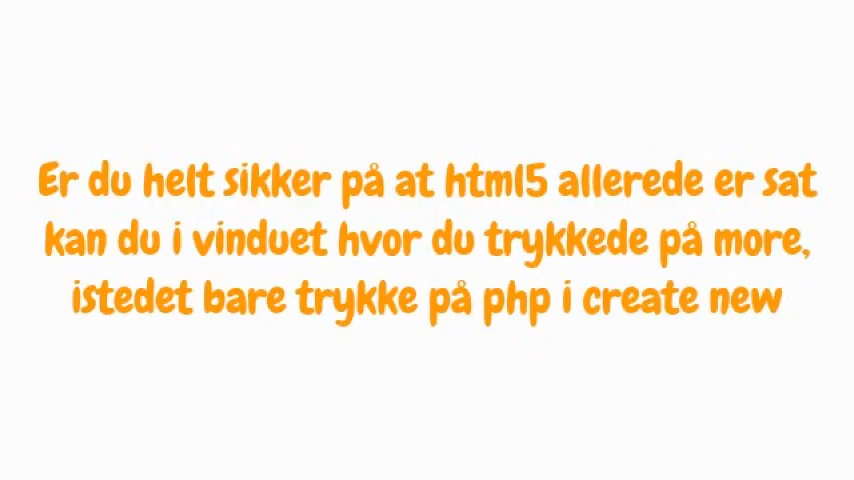 Er du helt sikker på at html5 allerede er sat
kan du i vinduet hvor du trykkede på more,
istedet bare trykke på php i create new